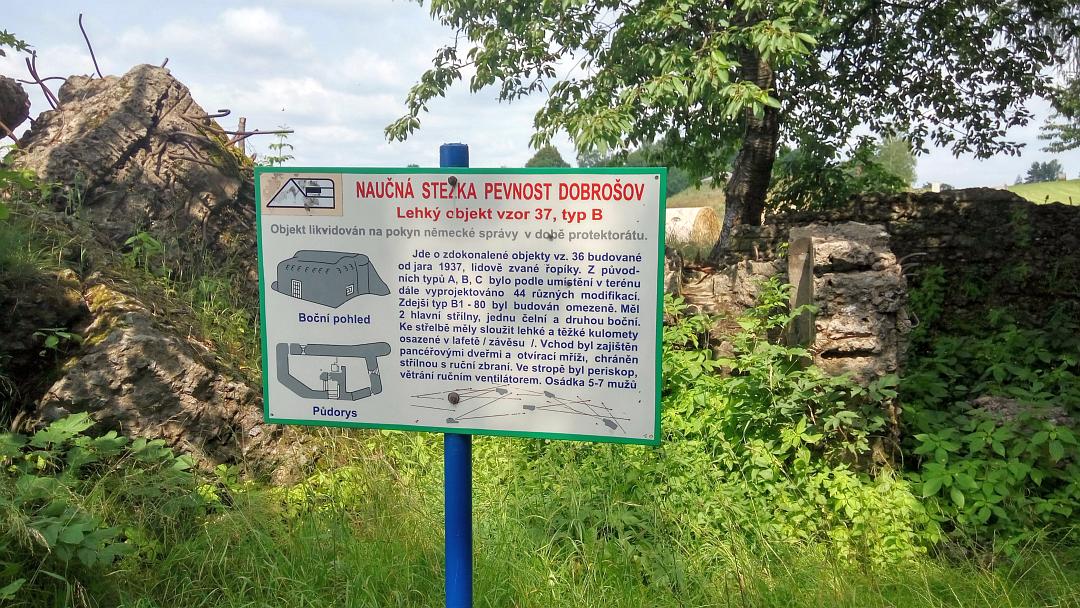 NAUČNÁ STEZKA PEVNOST DOBROŠOV
Lehký objekt vzor 37, typ B
Objekt likvidován na pokyn německé správy v době protektorátu.
Jde o zdokonalené objekty vz. 36 budované
od jara 1937, lidově zvané řopíky. Z původ-
ních typů A, B, C bylo podle umístění v terénu
dále vyprojektováno 44 různých modifikací.
Zdejší typ B1 - 80 byl budován omezeně. Měl
2 hlavní střílny, jednu čelní a druhou boční.
Ke střelbě měly sloužit lehké a těžké kulomety
osazené v lafetě / závěsu /. Vchod byl zajištěn
pancéřovými dveřmi a otvírací mříží, chráněn
střílnou s ruční zbraní. Ve stropě byl periskop,
větrání ručním ventilátorem. Osádka 5-7 mužů
Boční pohled
Půdorys